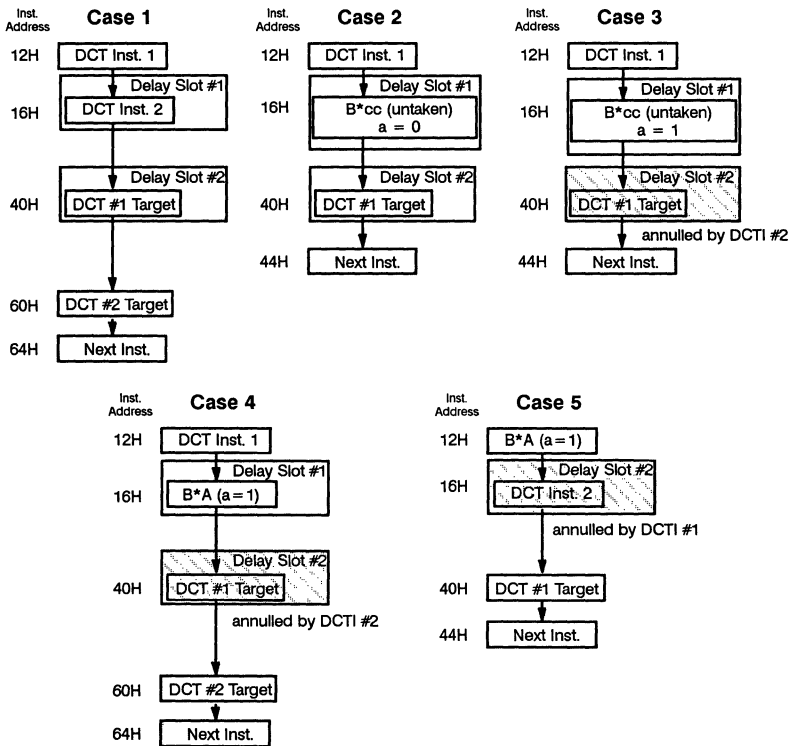 Inst.
Address
Case 1
12H
DCT Inst. 1
Delay Slot #1
16H
DCT Inst. 2
Delay Slot #2
40H
DCT #1 Target
60H
DCT #2 Target
64H
Next Inst.
Inst.
Address
Case 2
12H
DCT Inst. 1
Delay Slot #1
16H
B*cc (untaken)
a = 0
Delay Slot #2
40H
DCT #1 Target
44H
Next Inst.
Inst.
Address
Case 3
12H
DCT Inst. 1
Delay Slot #1
16H
B*cc (untaken)
a = 1
Delay Slot #2
40H
DCT #1 Target
annulled by DCTI #2
44H
Next Inst.
Inst.
Address
Case 4
12H
DCT Inst. 1
Delay Slot #1
16H
B*A (a=1)
Delay Slot #2
40H
DCT #1 Target
annulled by DCTI #2
60H
DCT #2 Target
64H
Next Inst.
Inst.
Address
Case 5
12H
B*A (a=1)
Delay Slot #2
16H
DCT Inst. 2
annulled by DCTI #1
40H
DCT #1 Target
44H
Next Inst.